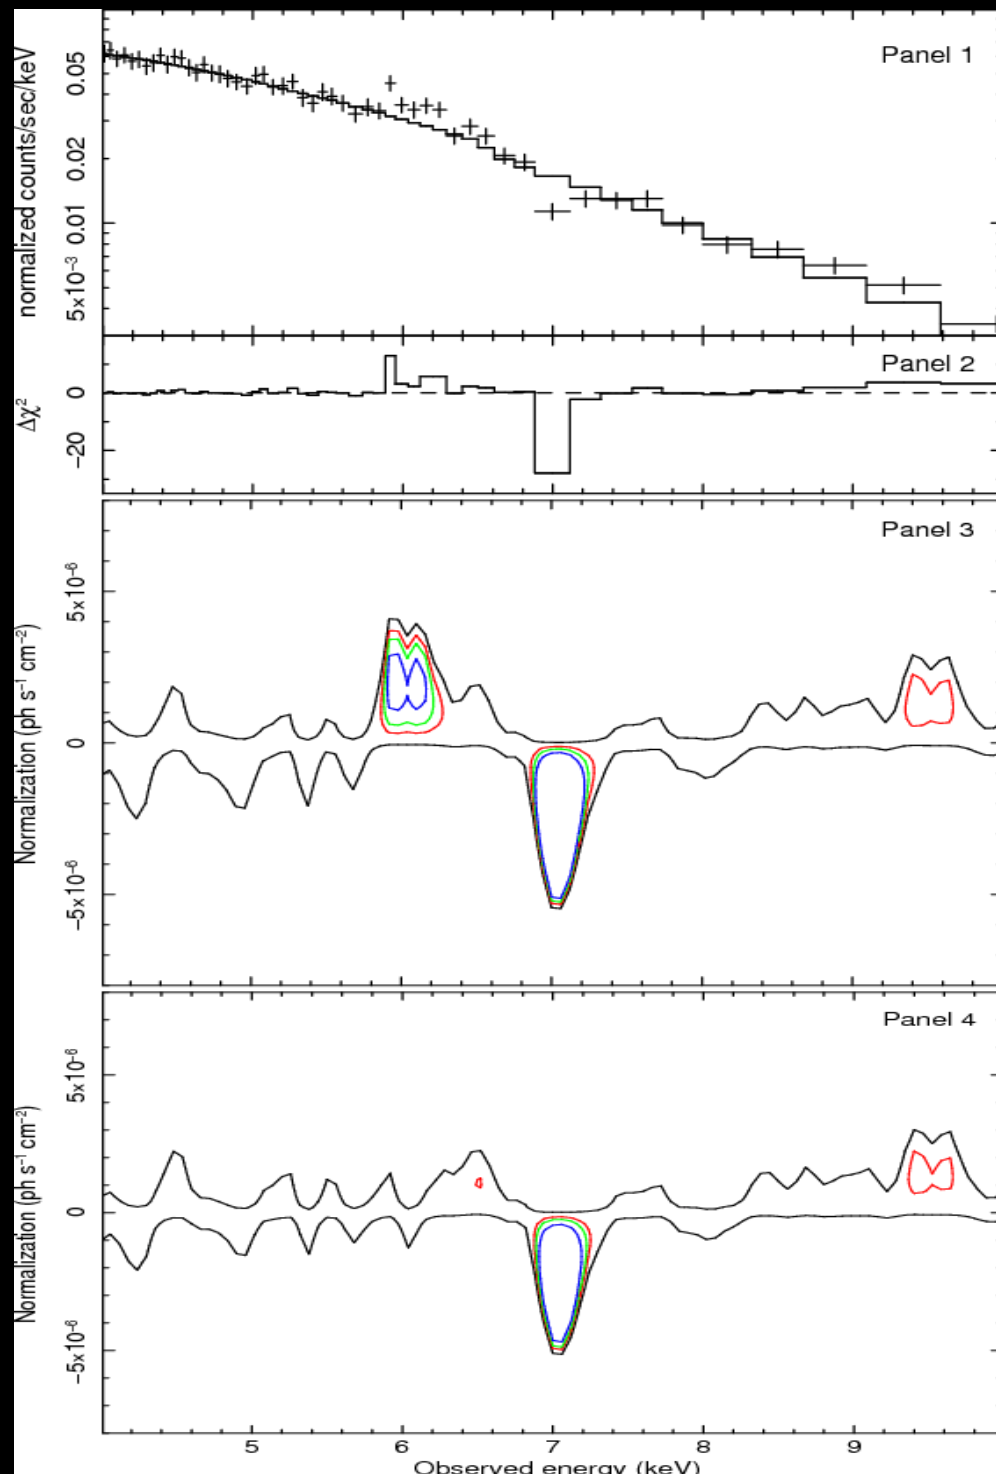 Panel 1
normalized counts/sec/keV
0.05
0.02
0.01
5×10⁻³
Panel 2
Δχ²
0
−20
Panel 3
Normalization (ph s⁻¹ cm⁻²)
5×10⁻⁶
0
−5×10⁻⁶
Panel 4
Normalization (ph s⁻¹ cm⁻²)
5×10⁻⁶
0
−5×10⁻⁶
5 6 7 8 9
Observed energy (keV)